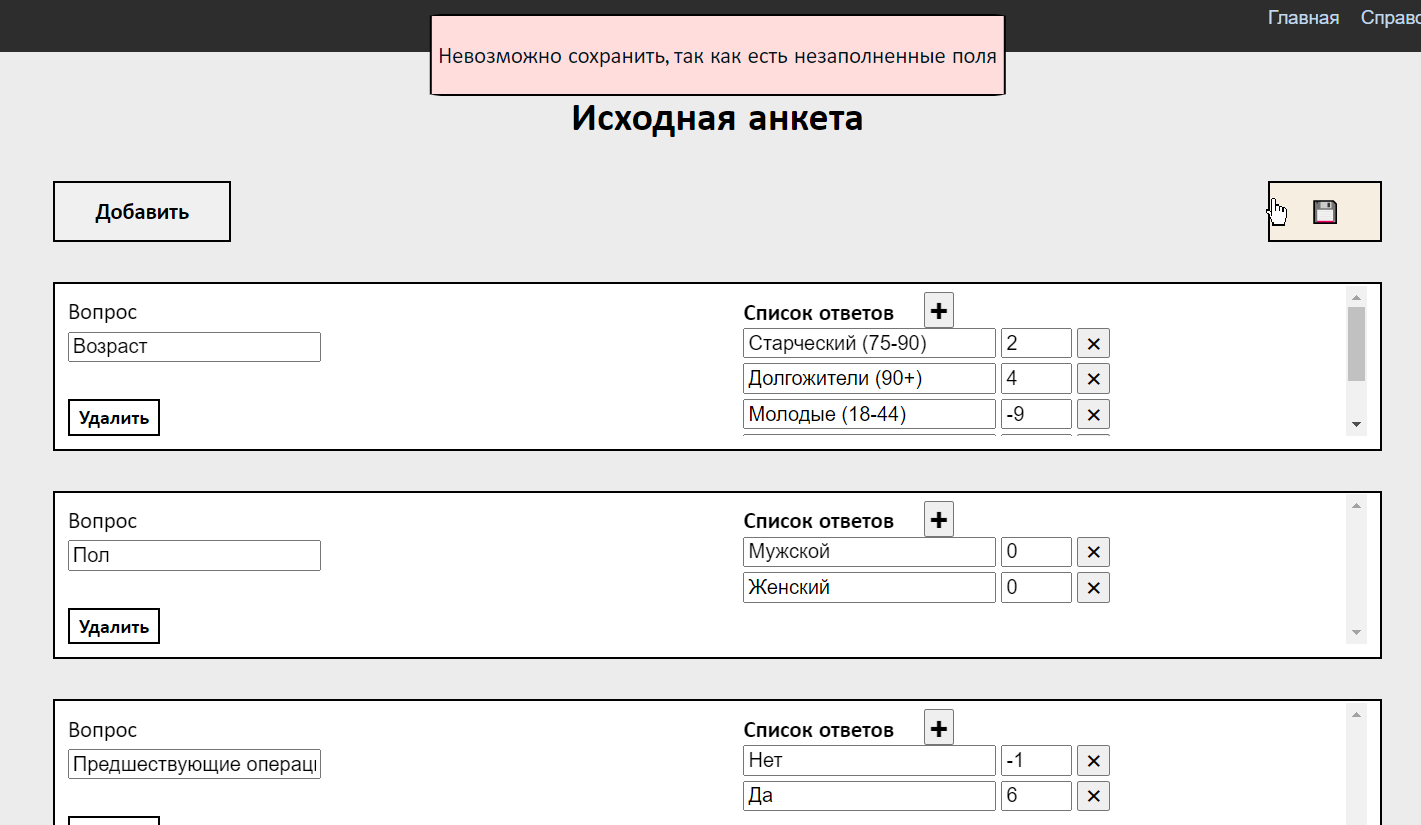 Главная Справо
Невозможно сохранить, так как есть незаполненные поля
Исходная анкета
Добавить
Вопрос
Возраст
Удалить
Список ответов +
Старческий (75-90) 2 ×
Долгожители (90+) 4 ×
Молодые (18-44) -9 ×
Вопрос
Пол
Удалить
Список ответов +
Мужской 0 ×
Женский 0 ×
Вопрос
Предшествующие операци
Список ответов +
Нет -1 ×
Да 6 ×